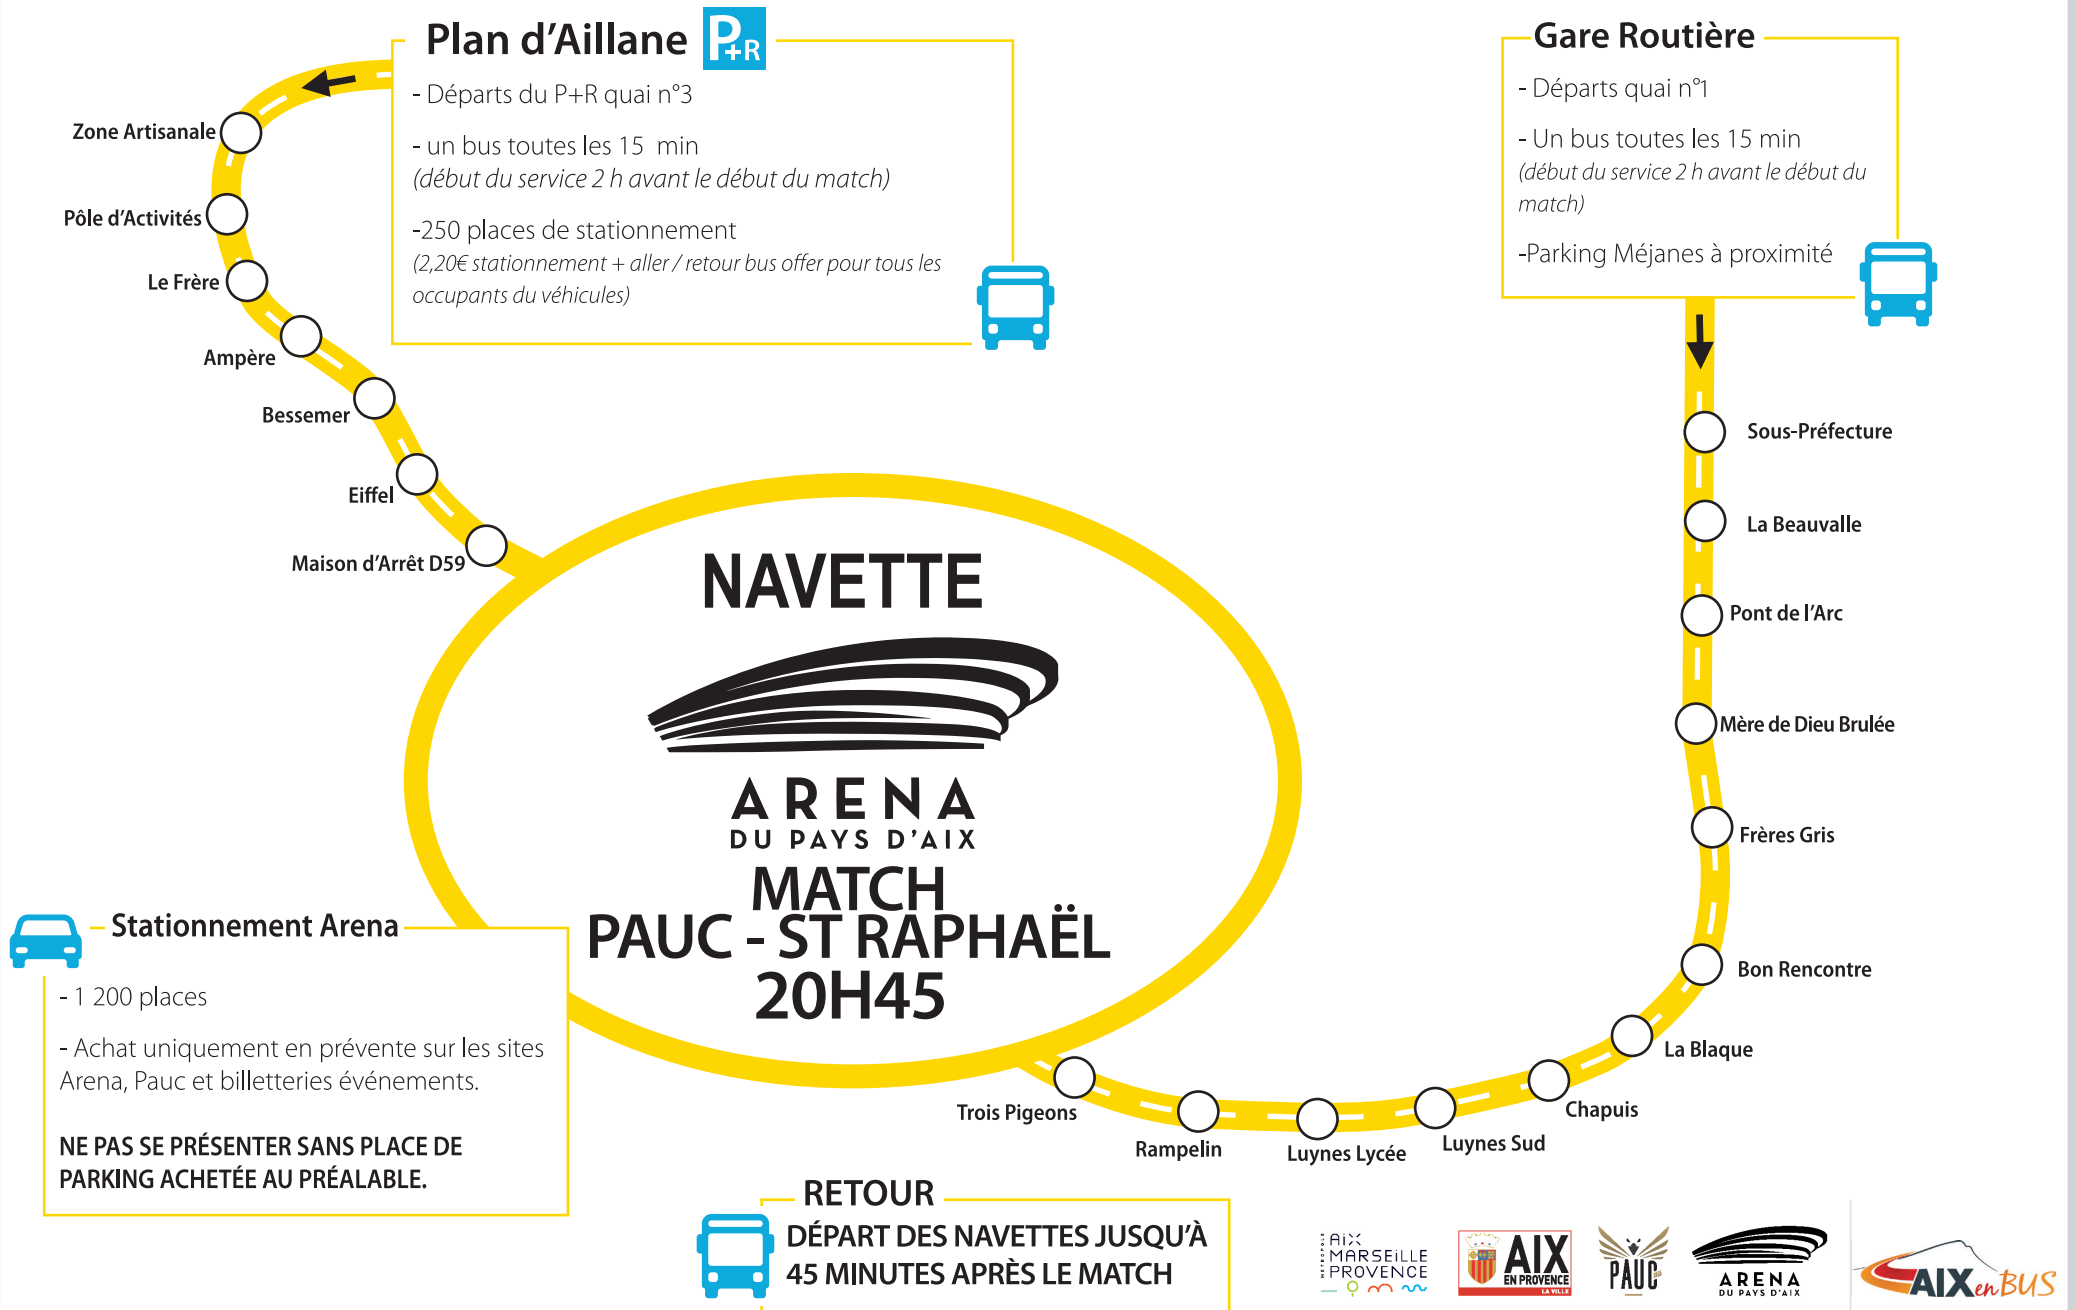 Plan d'Aillane P+R
- Départs du P+R quai n°3
- un bus toutes les 15 min
(début du service 2 h avant le début du match)
-250 places de stationnement
(2,20€ stationnement + aller / retour bus offer pour tous les
occupants du véhicules)
Gare Routière
- Départs quai n°1
- Un bus toutes les 15 min
(début du service 2 h avant le début du
match)
-Parking Méjanes à proximité
Zone Artisanale
Pôle d'Activités
Le Frère
Ampère
Bessemer
Eiffel
Maison d'Arrêt D59
Sous-Préfecture
La Beauvalle
Pont de l'Arc
Mère de Dieu Brulée
Frères Gris
Bon Rencontre
La Blaque
Chapuis
Luynes Sud
Luynes Lycée
Rampelin
Trois Pigeons
NAVETTE
ARENA
DU PAYS D'AIX
MATCH
PAUC - ST RAPHAËL
20H45
Stationnement Arena
- 1 200 places
- Achat uniquement en prévente sur les sites
Arena, Pauc et billetteries événements.
NE PAS SE PRÉSENTER SANS PLACE DE
PARKING ACHETÉE AU PRÉALABLE.
RETOUR
DÉPART DES NAVETTES JUSQU'À
45 MINUTES APRÈS LE MATCH
MÉTROPOLE
AIX
MARSEILLE
PROVENCE
AIX
EN PROVENCE
LA VILLE
PAUC
ARENA
DU PAYS D'AIX
AIX en BUS